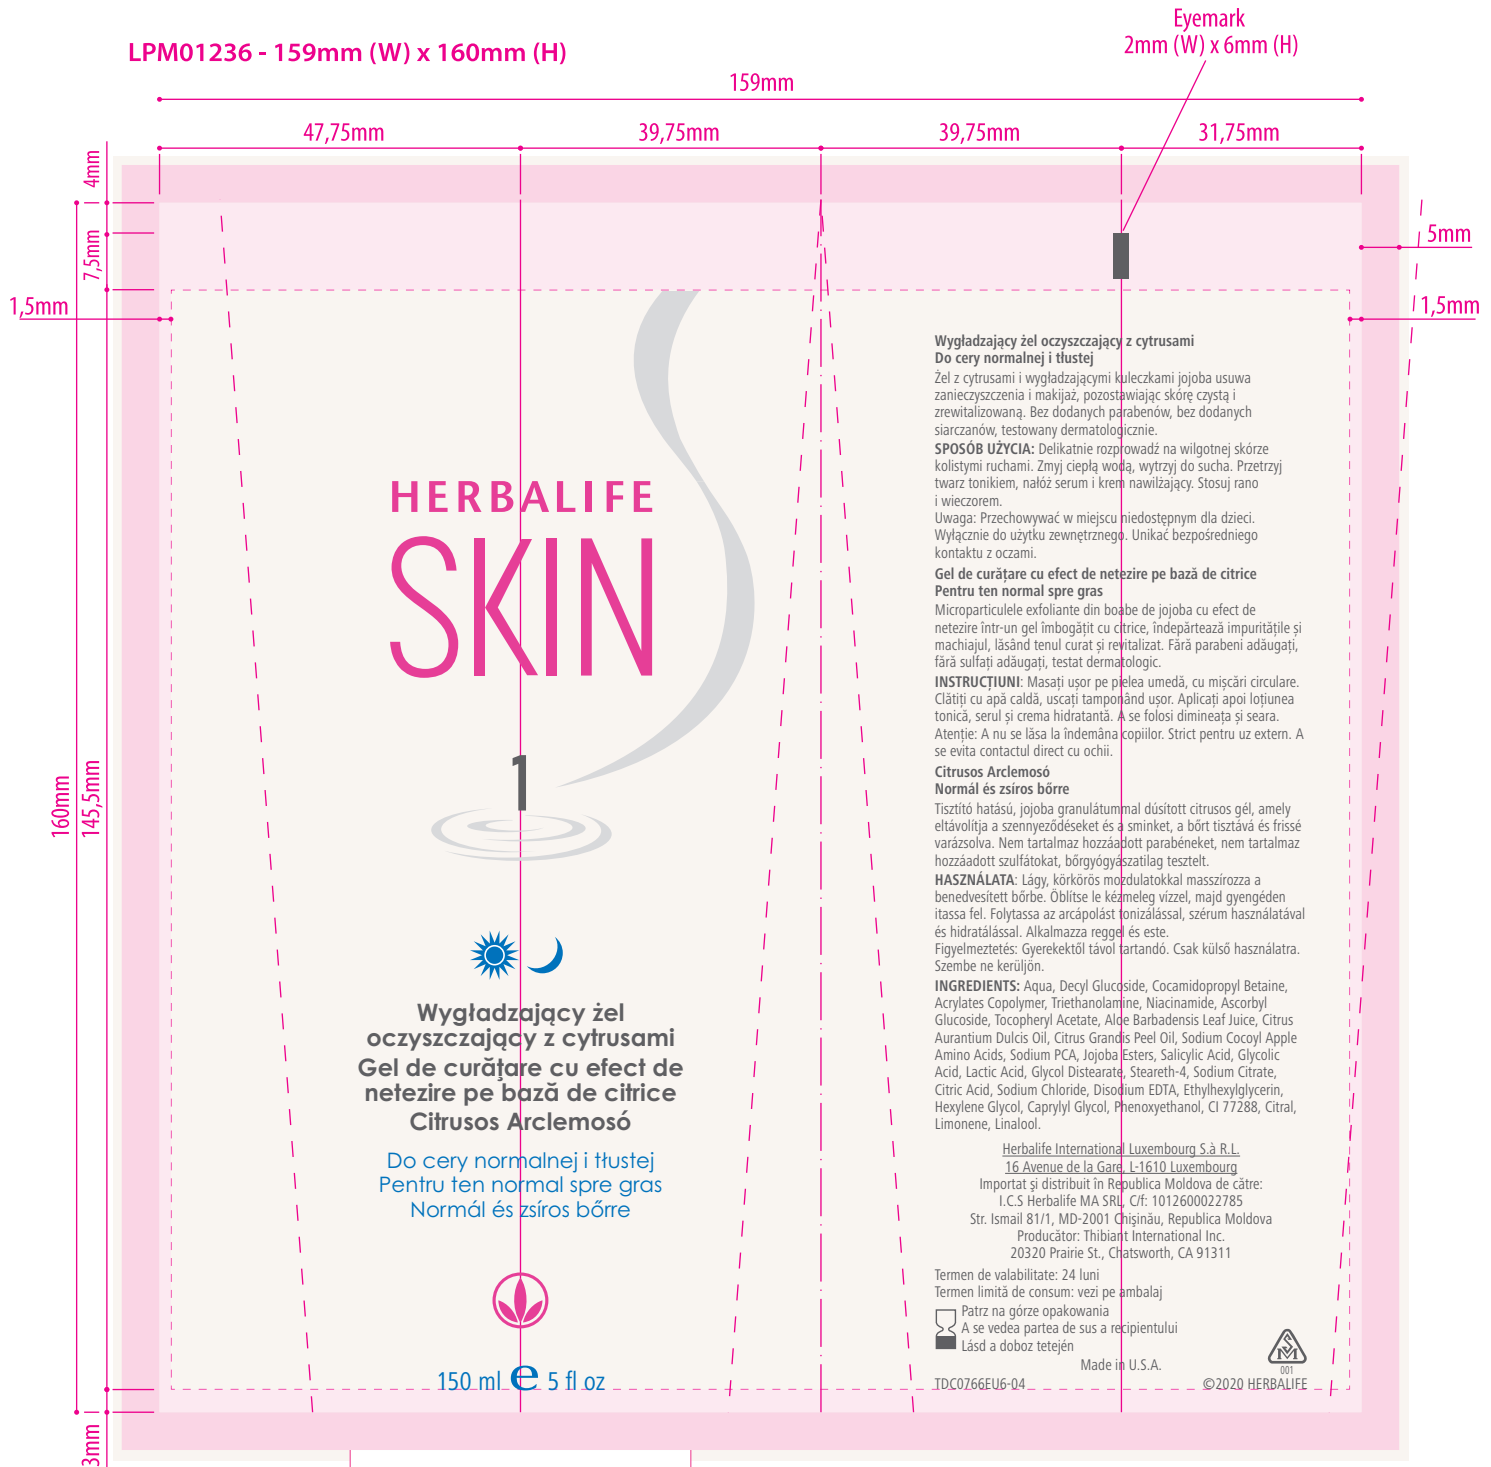 Eyemark
2mm (W) x 6mm (H)
LPM01236 - 159mm (W) x 160mm (H)
159mm
47,75mm
39,75mm
39,75mm
31,75mm
4mm
7,5mm
5mm
1,5mm
1,5mm
160mm
145,5mm
3mm
HERBALIFE
SKIN
1
Wygładzający żel
oczyszczający z cytrusami
Gel de curăţare cu efect de
netezire pe bază de citrice
Citrusos Arclemosó
Do cery normalnej i tłustej
Pentru ten normal spre gras
Normál és zsíros bőrre
150 ml ℮ 5 fl oz
Wygładzający żel oczyszczający z cytrusami
Do cery normalnej i tłustej
Żel z cytrusami i wygładzającymi kuleczkami jojoba usuwa
zanieczyszczenia i makijaż, pozostawiając skórę czystą i
zrewitalizowaną. Bez dodanych parabenów, bez dodanych
siarczanów, testowany dermatologicznie.
SPOSÓB UŻYCIA: Delikatnie rozprowadź na wilgotnej skórze
kolistymi ruchami. Zmyj ciepłą wodą, wytrzyj do sucha. Przetrzyj
twarz tonikiem, nałóż serum i krem nawilżający. Stosuj rano
i wieczorem.
Uwaga: Przechowywać w miejscu niedostępnym dla dzieci.
Wyłącznie do użytku zewnętrznego. Unikać bezpośredniego
kontaktu z oczami.
Gel de curățare cu efect de netezire pe bază de citrice
Pentru ten normal spre gras
Microparticulele exfoliante din boabe de jojoba cu efect de
netezire într-un gel îmbogățit cu citrice, îndepărtează impuritățile și
machiajul, lăsând tenul curat și revitalizat. Fără parabeni adăugați,
fără sulfați adăugați, testat dermatologic.
INSTRUCȚIUNI: Masați ușor pe pielea umedă, cu mișcări circulare.
Clătiți cu apă caldă, uscați tamponând ușor. Aplicați apoi loțiunea
tonică, serul și crema hidratantă. A se folosi dimineața și seara.
Atenție: A nu se lăsa la îndemâna copiilor. Strict pentru uz extern. A
se evita contactul direct cu ochii.
Citrusos Arclemosó
Normál és zsíros bőrre
Tisztító hatású, jojoba granulátummal dúsított citrusos gél, amely
eltávolítja a szennyeződéseket és a sminket, a bőrt tisztává és frissé
varázsolva. Nem tartalmaz hozzáadott parabéneket, nem tartalmaz
hozzáadott szulfátokat, bőrgyógyászatilag tesztelt.
HASZNÁLATA: Lágy, körkörös mozdulatokkal masszírozza a
benedvesített bőrbe. Öblítse le kézmeleg vízzel, majd gyengéden
itassa fel. Folytassa az arcápolást tonizálással, szérum használatával
és hidratálással. Alkalmazza reggel és este.
Figyelmeztetés: Gyerekektől távol tartandó. Csak külső használatra.
Szembe ne kerüljön.
INGREDIENTS: Aqua, Decyl Glucoside, Cocamidopropyl Betaine,
Acrylates Copolymer, Triethanolamine, Niacinamide, Ascorbyl
Glucoside, Tocopheryl Acetate, Aloe Barbadensis Leaf Juice, Citrus
Aurantium Dulcis Oil, Citrus Grandis Peel Oil, Sodium Cocoyl Apple
Amino Acids, Sodium PCA, Jojoba Esters, Salicylic Acid, Glycolic
Acid, Lactic Acid, Glycol Distearate, Steareth-4, Sodium Citrate,
Citric Acid, Sodium Chloride, Disodium EDTA, Ethylhexylglycerin,
Hexylene Glycol, Caprylyl Glycol, Phenoxyethanol, CI 77288, Citral,
Limonene, Linalool.
Herbalife International Luxembourg S.à R.L.
16 Avenue de la Gare, L-1610 Luxembourg
Importat şi distribuit în Republica Moldova de către:
I.C.S Herbalife MA SRL, C/f: 1012600022785
Str. Ismail 81/1, MD-2001 Chişinău, Republica Moldova
Producător: Thibiant International Inc.
20320 Prairie St., Chatsworth, CA 91311
Termen de valabilitate: 24 luni
Termen limită de consum: vezi pe ambalaj
Patrz na górze opakowania
A se vedea partea de sus a recipientului
Lásd a doboz tetején
Made in U.S.A.
SM
001
TDC0766EU6-04
©2020 HERBALIFE